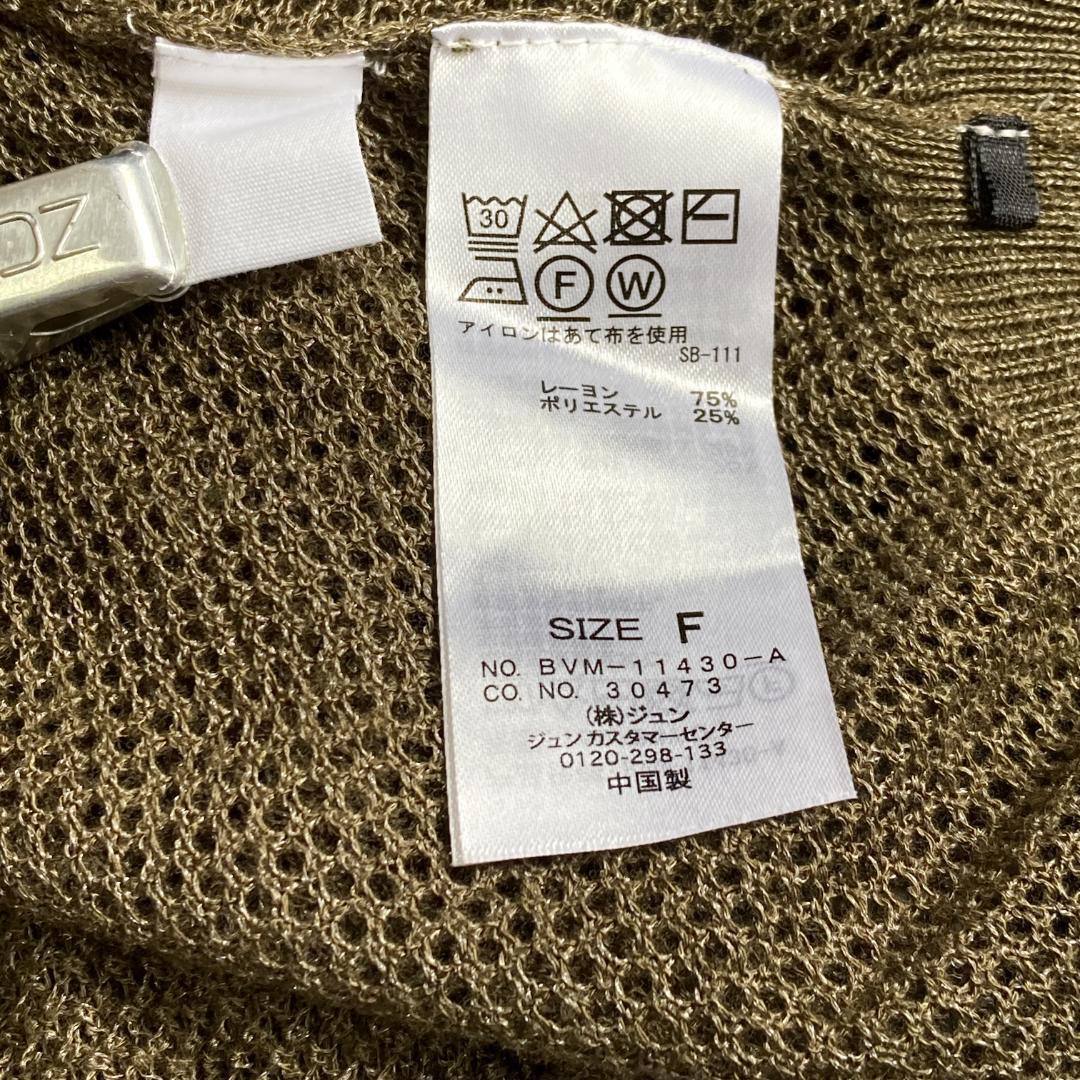 30
F W
アイロンはあて布を使用
SB-111
レーヨン 75%
ポリエステル 25%
SIZE F
NO. BVM-11430-A
CO. NO. 30473
(株)ジュン
ジュン カスタマーセンター
0120-298-133
中国製